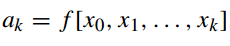 a_k = f[x_0, x_1, . . . , x_k]